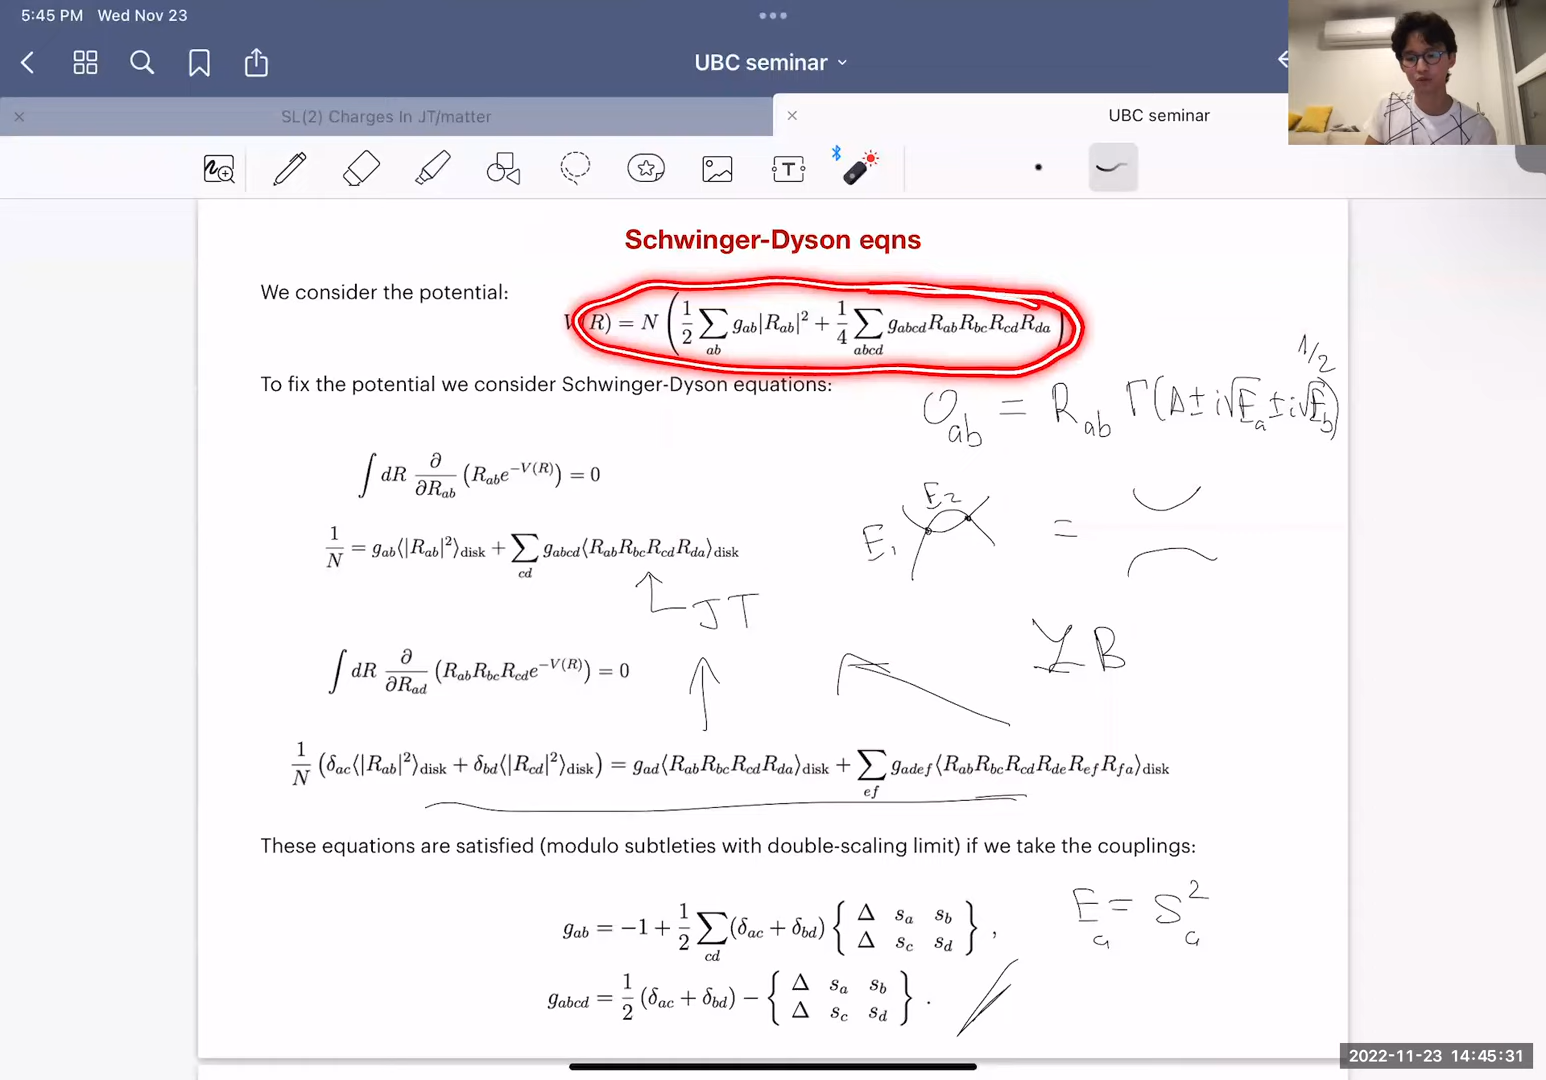 5:45 PM Wed Nov 23
UBC seminar
SL(2) Charges In JT/matter
UBC seminar
Schwinger-Dyson eqns
We consider the potential:
V(R) = N ( 1/2 ∑_{ab} g_{ab}|R_{ab}|² + 1/4 ∑_{abcd} g_{abcd}R_{ab}R_{bc}R_{cd}R_{da} )
To fix the potential we consider Schwinger-Dyson equations:
O_{ab} = R_{ab} Γ(Δ ± i√E_a ± i√E_b)^{1/2}
∫ dR ∂/∂R_{ab} (R_{ab}e^{-V(R)}) = 0
E₁ E₂ =
1/N = g_{ab}⟨|R_{ab}|²⟩_{disk} + ∑_{cd} g_{abcd}⟨R_{ab}R_{bc}R_{cd}R_{da}⟩_{disk}
JT
YB
∫ dR ∂/∂R_{ad} (R_{ab}R_{bc}R_{cd}e^{-V(R)}) = 0
1/N (δ_{ac}⟨|R_{ab}|²⟩_{disk} + δ_{bd}⟨|R_{cd}|²⟩_{disk}) = g_{ad}⟨R_{ab}R_{bc}R_{cd}R_{da}⟩_{disk} + ∑_{ef} g_{adef}⟨R_{ab}R_{bc}R_{cd}R_{de}R_{ef}R_{fa}⟩_{disk}
These equations are satisfied (modulo subtleties with double-scaling limit) if we take the couplings:
g_{ab} = -1 + 1/2 ∑_{cd} (δ_{ac} + δ_{bd}) { Δ s_a s_b ; Δ s_c s_d } ,
E_a = s_a²
g_{abcd} = 1/2 (δ_{ac} + δ_{bd}) - { Δ s_a s_b ; Δ s_c s_d } .
2022-11-23 14:45:31